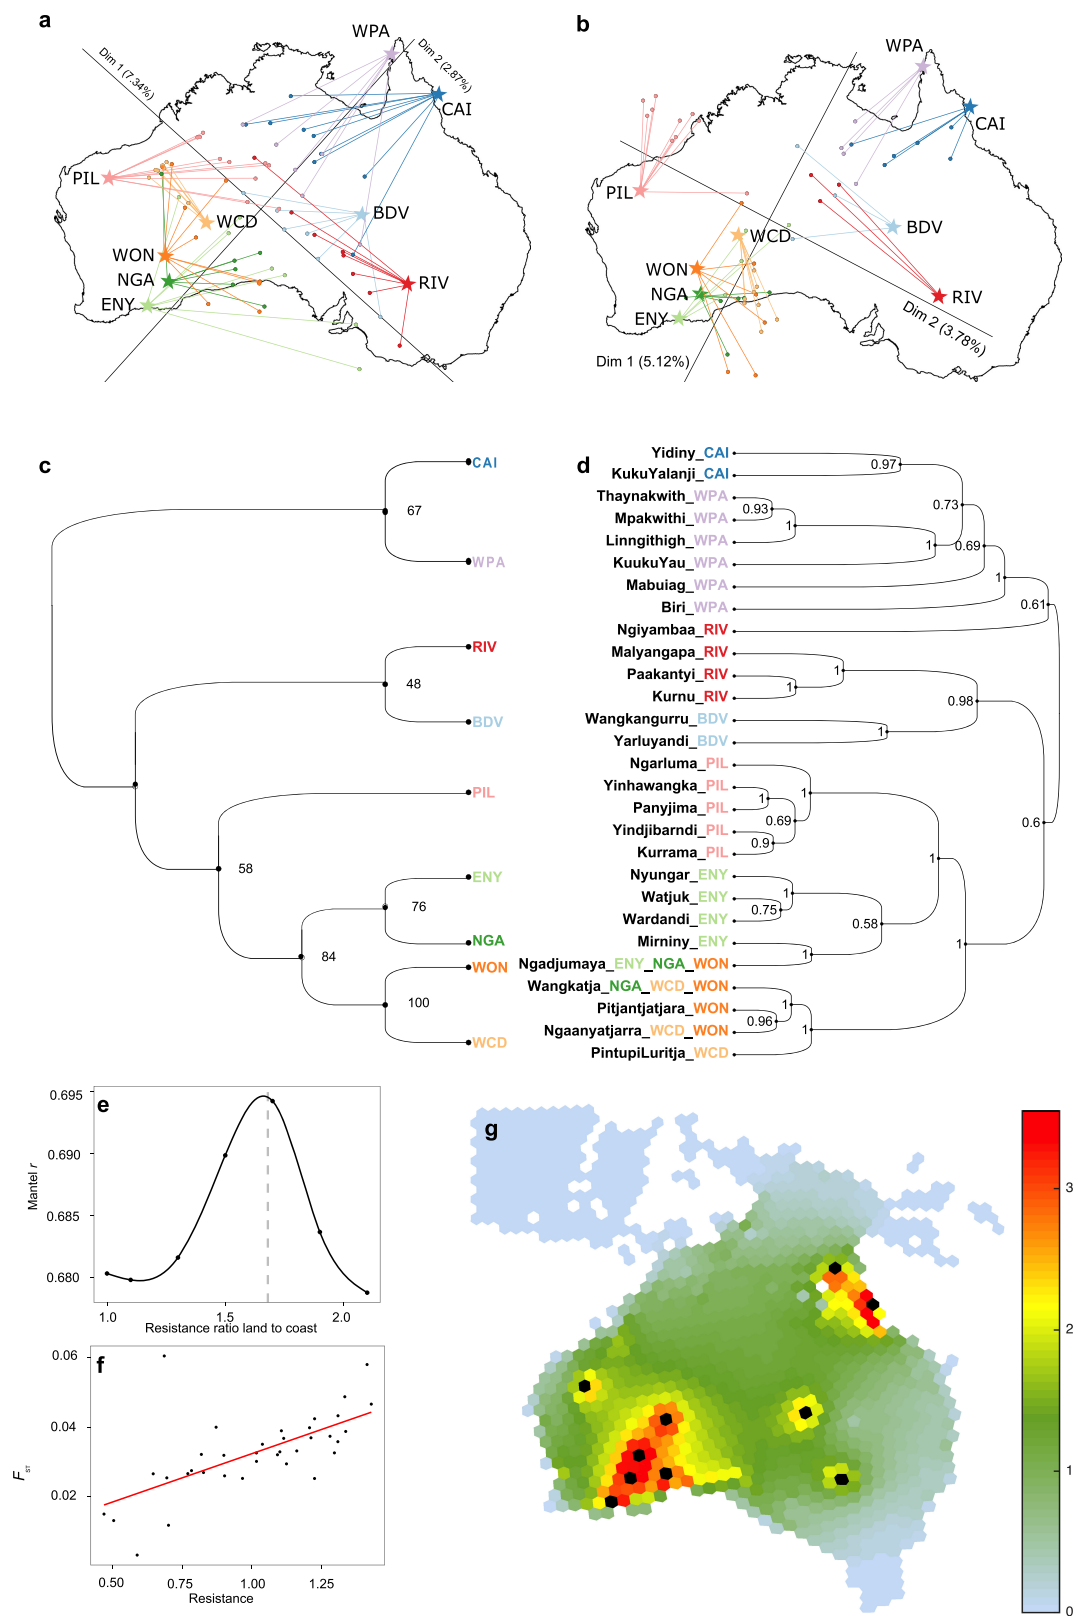 a
WPA
Dim 1 (7.34%)
Dim 2 (2.87%)
CAI
PIL
BDV
WCD
WON
NGA
ENY
RIV
b
WPA
CAI
PIL
BDV
WCD
WON
NGA
ENY
RIV
Dim 2 (3.78%)
Dim 1 (5.12%)
c
CAI
67
WPA
RIV
48
BDV
PIL
58
ENY
76
NGA
84
WON
100
WCD
d
Yidiny_CAI
0.97
KukuYalanji_CAI
Thaynakwith_WPA
0.93
0.73
Mpakwithi_WPA
1
Linngithigh_WPA
1
0.69
KuukuYau_WPA
1
Mabuiag_WPA
Biri_WPA
0.61
Ngiyambaa_RIV
Malyangapa_RIV
1
Paakantyi_RIV
1
Kurnu_RIV
0.98
Wangkangurru_BDV
1
Yarluyandi_BDV
Ngarluma_PIL
Yinhawangka_PIL
1
1
Panyjima_PIL
0.69
0.6
Yindjibarndi_PIL
0.9
Kurrama_PIL
1
Nyungar_ENY
1
Watjuk_ENY
0.75
Wardandi_ENY
0.58
Mirniny_ENY
1
1
Ngadjumaya_ENY_NGA_WON
Wangkatja_NGA_WCD_WON
1
Pitjantjatjara_WON
0.96
Ngaanyatjarra_WCD_WON
1
PintupiLuritja_WCD
e
0.695
0.690
0.685
0.680
Mantel r
1.0
1.5
2.0
Resistance ratio land to coast
f
0.06
0.04
0.02
FST
0.50
0.75
1.00
1.25
Resistance
g
3
2
1
0